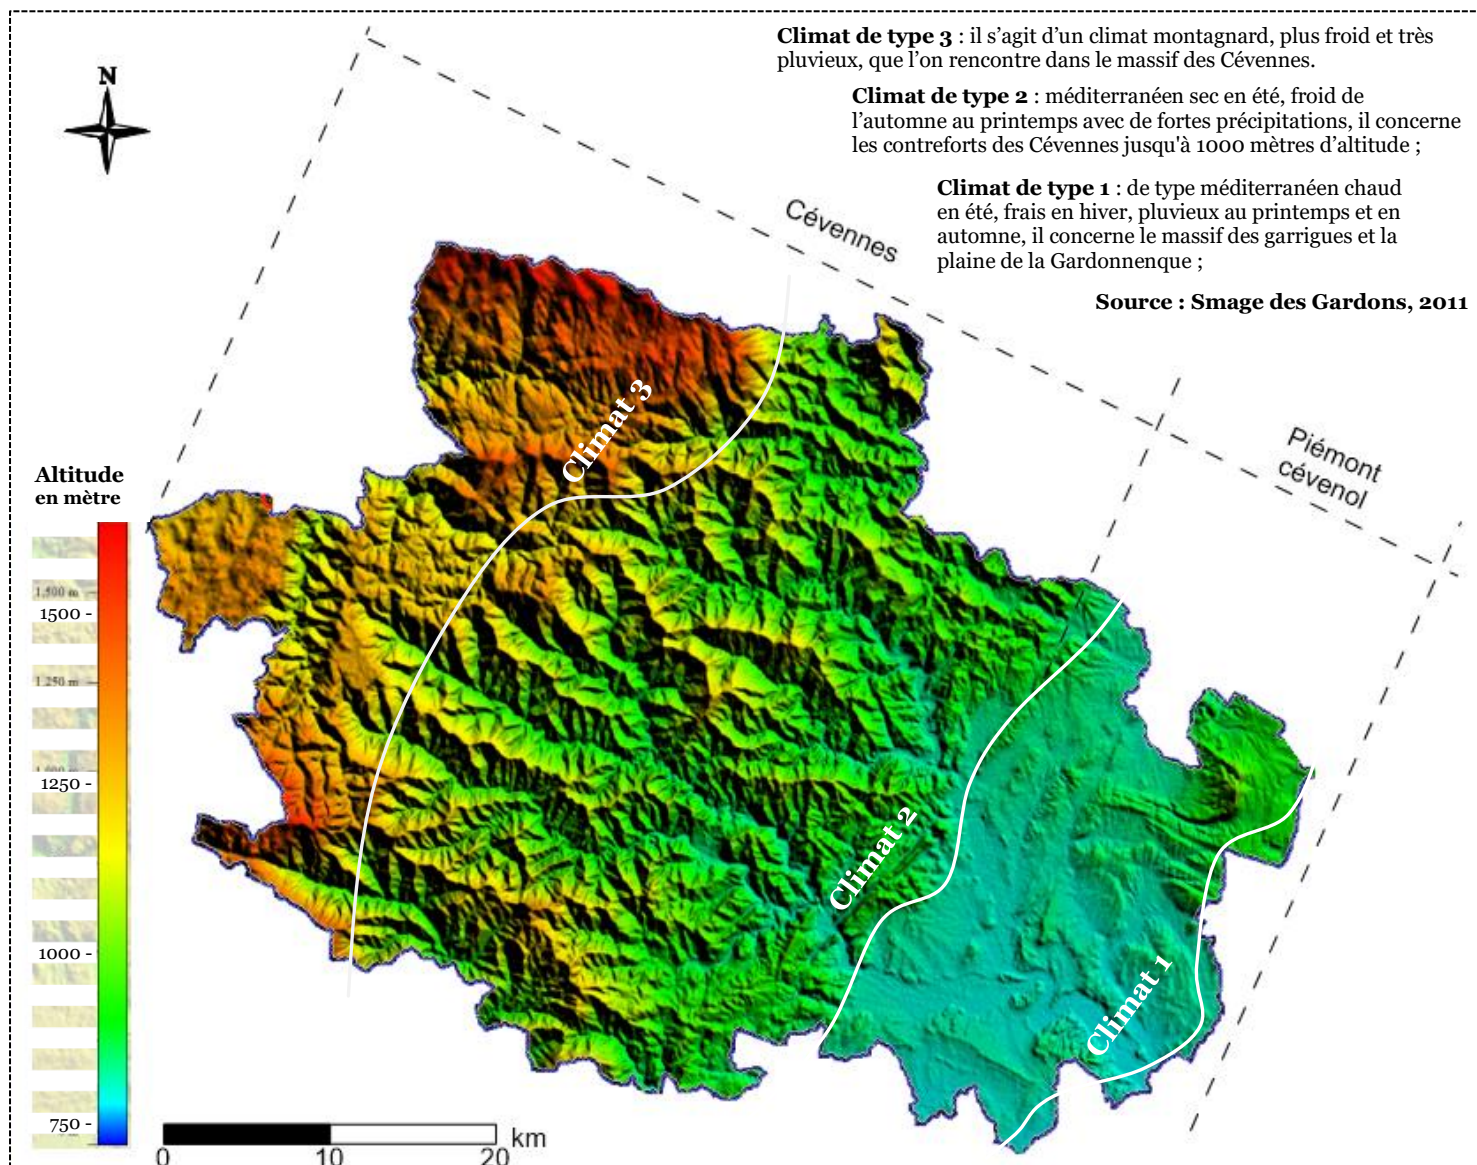 Climat de type 3 : il s’agit d’un climat montagnard, plus froid et très
pluvieux, que l’on rencontre dans le massif des Cévennes.
N
Climat de type 2 : méditerranéen sec en été, froid de
l’automne au printemps avec de fortes précipitations, il concerne
les contreforts des Cévennes jusqu'à 1000 mètres d’altitude ;
Climat de type 1 : de type méditerranéen chaud
en été, frais en hiver, pluvieux au printemps et en
automne, il concerne le massif des garrigues et la
plaine de la Gardonnenque ;
Source : Smage des Gardons, 2011
Cévennes
Piémont
cévenol
Climat 3
Climat 2
Climat 1
Altitude
en mètre
1.500 m
1500 -
1.250 m
1250 -
1000 -
750 -
0
10
20
km